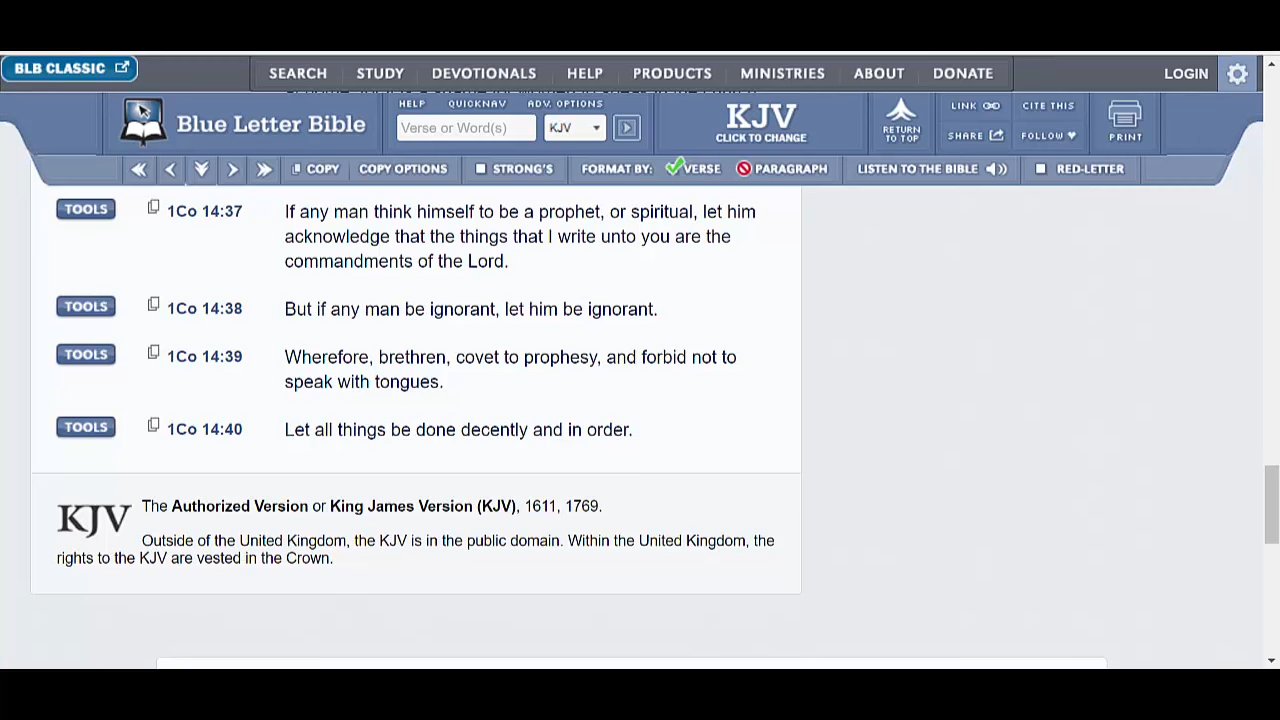 BLB CLASSIC
SEARCH STUDY DEVOTIONALS HELP PRODUCTS MINISTRIES ABOUT DONATE LOGIN
HELP QUICKNAV ADV. OPTIONS
Blue Letter Bible
Verse or Word(s) KJV
KJV
CLICK TO CHANGE
RETURN
TO TOP
LINK CITE THIS
SHARE FOLLOW
PRINT
COPY COPY OPTIONS STRONG'S FORMAT BY: VERSE PARAGRAPH LISTEN TO THE BIBLE RED-LETTER
TOOLS 1Co 14:37 If any man think himself to be a prophet, or spiritual, let him
acknowledge that the things that I write unto you are the
commandments of the Lord.
TOOLS 1Co 14:38 But if any man be ignorant, let him be ignorant.
TOOLS 1Co 14:39 Wherefore, brethren, covet to prophesy, and forbid not to
speak with tongues.
TOOLS 1Co 14:40 Let all things be done decently and in order.
KJV The Authorized Version or King James Version (KJV), 1611, 1769.
Outside of the United Kingdom, the KJV is in the public domain. Within the United Kingdom, the
rights to the KJV are vested in the Crown.